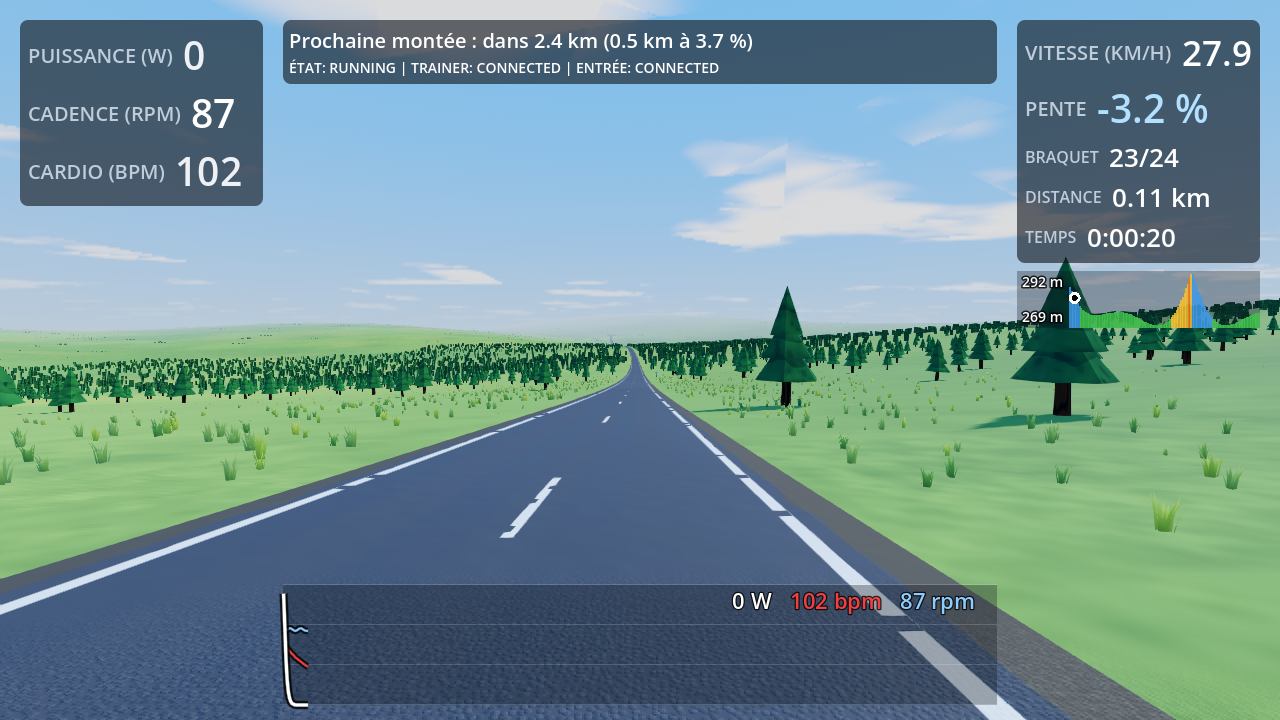 PUISSANCE (W) 0
CADENCE (RPM) 87
CARDIO (BPM) 102
Prochaine montée : dans 2.4 km (0.5 km à 3.7 %)
ÉTAT: RUNNING | TRAINER: CONNECTED | ENTRÉE: CONNECTED
VITESSE (KM/H) 27.9
PENTE -3.2 %
BRAQUET 23/24
DISTANCE 0.11 km
TEMPS 0:00:20
292 m
269 m
0 W 102 bpm 87 rpm